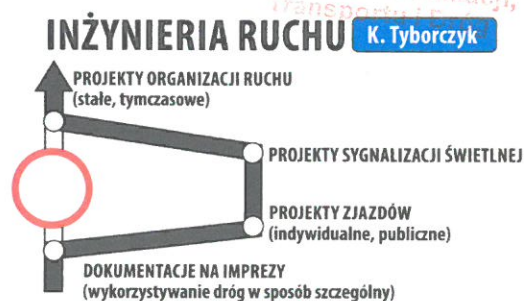 Transportu i
INŻYNIERIA RUCHU K. Tyborczyk
PROJEKTY ORGANIZACJI RUCHU
(stałe, tymczasowe)
PROJEKTY SYGNALIZACJI ŚWIETLNEJ
PROJEKTY ZJAZDÓW
(indywidualne, publiczne)
DOKUMENTACJE NA IMPREZY
(wykorzystywanie dróg w sposób szczególny)